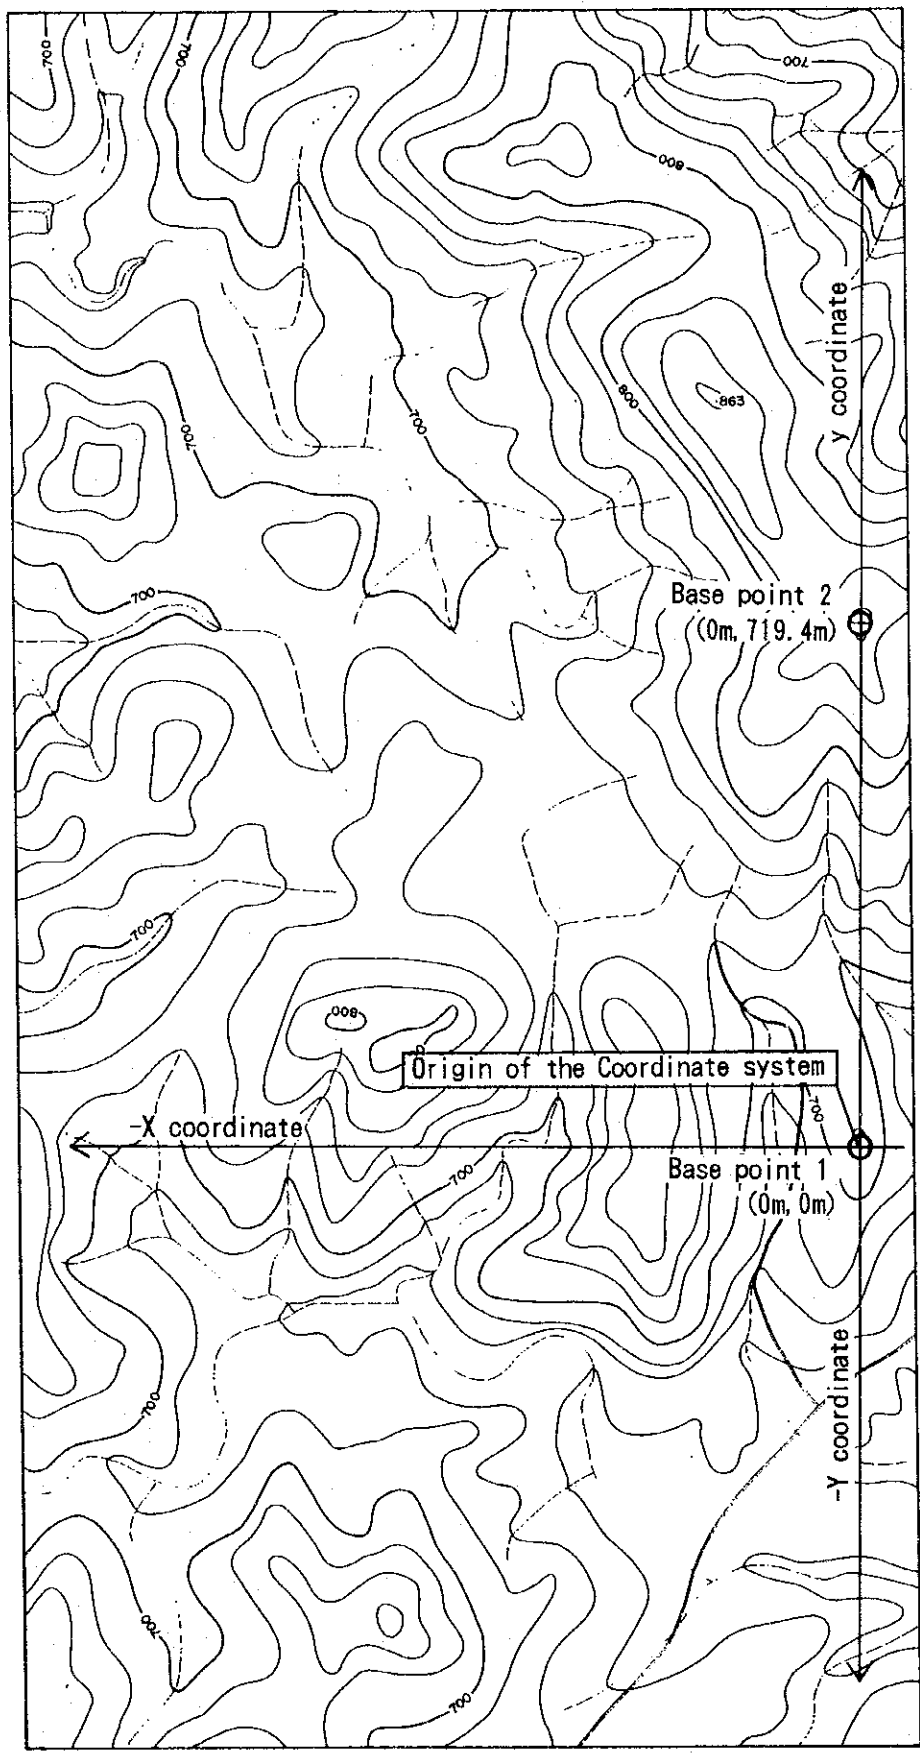 700
700
700
800
y coordinate
863
800
700
700
Base point 2
(0m, 719.4m)
700
700
800
Origin of the Coordinate system
700
-X coordinate
Base point 1
(0m, 0m)
700
-Y coordinate
700
700
700